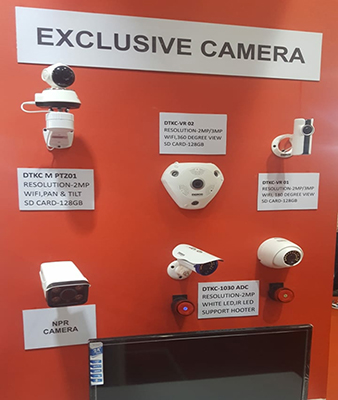 EXCLUSIVE CAMERA
DTKC-VR 02
RESOLUTION-2MP/3MP
WIFI,360 DEGREE VIEW
SD CARD-128GB
DTKC M PTZ01
RESOLUTION-2MP
WIFI,PAN & TILT
SD CARD-128GB
DTKC-VR 01
RESOLUTION-2MP/3MP
WIFI, 180 DEGREE VIEW
SD CARD-128GB
DTKC-1030 ADC
RESOLUTION-2MP
WHITE LED,IR LED
SUPPORT HOOTER
NPR
CAMERA